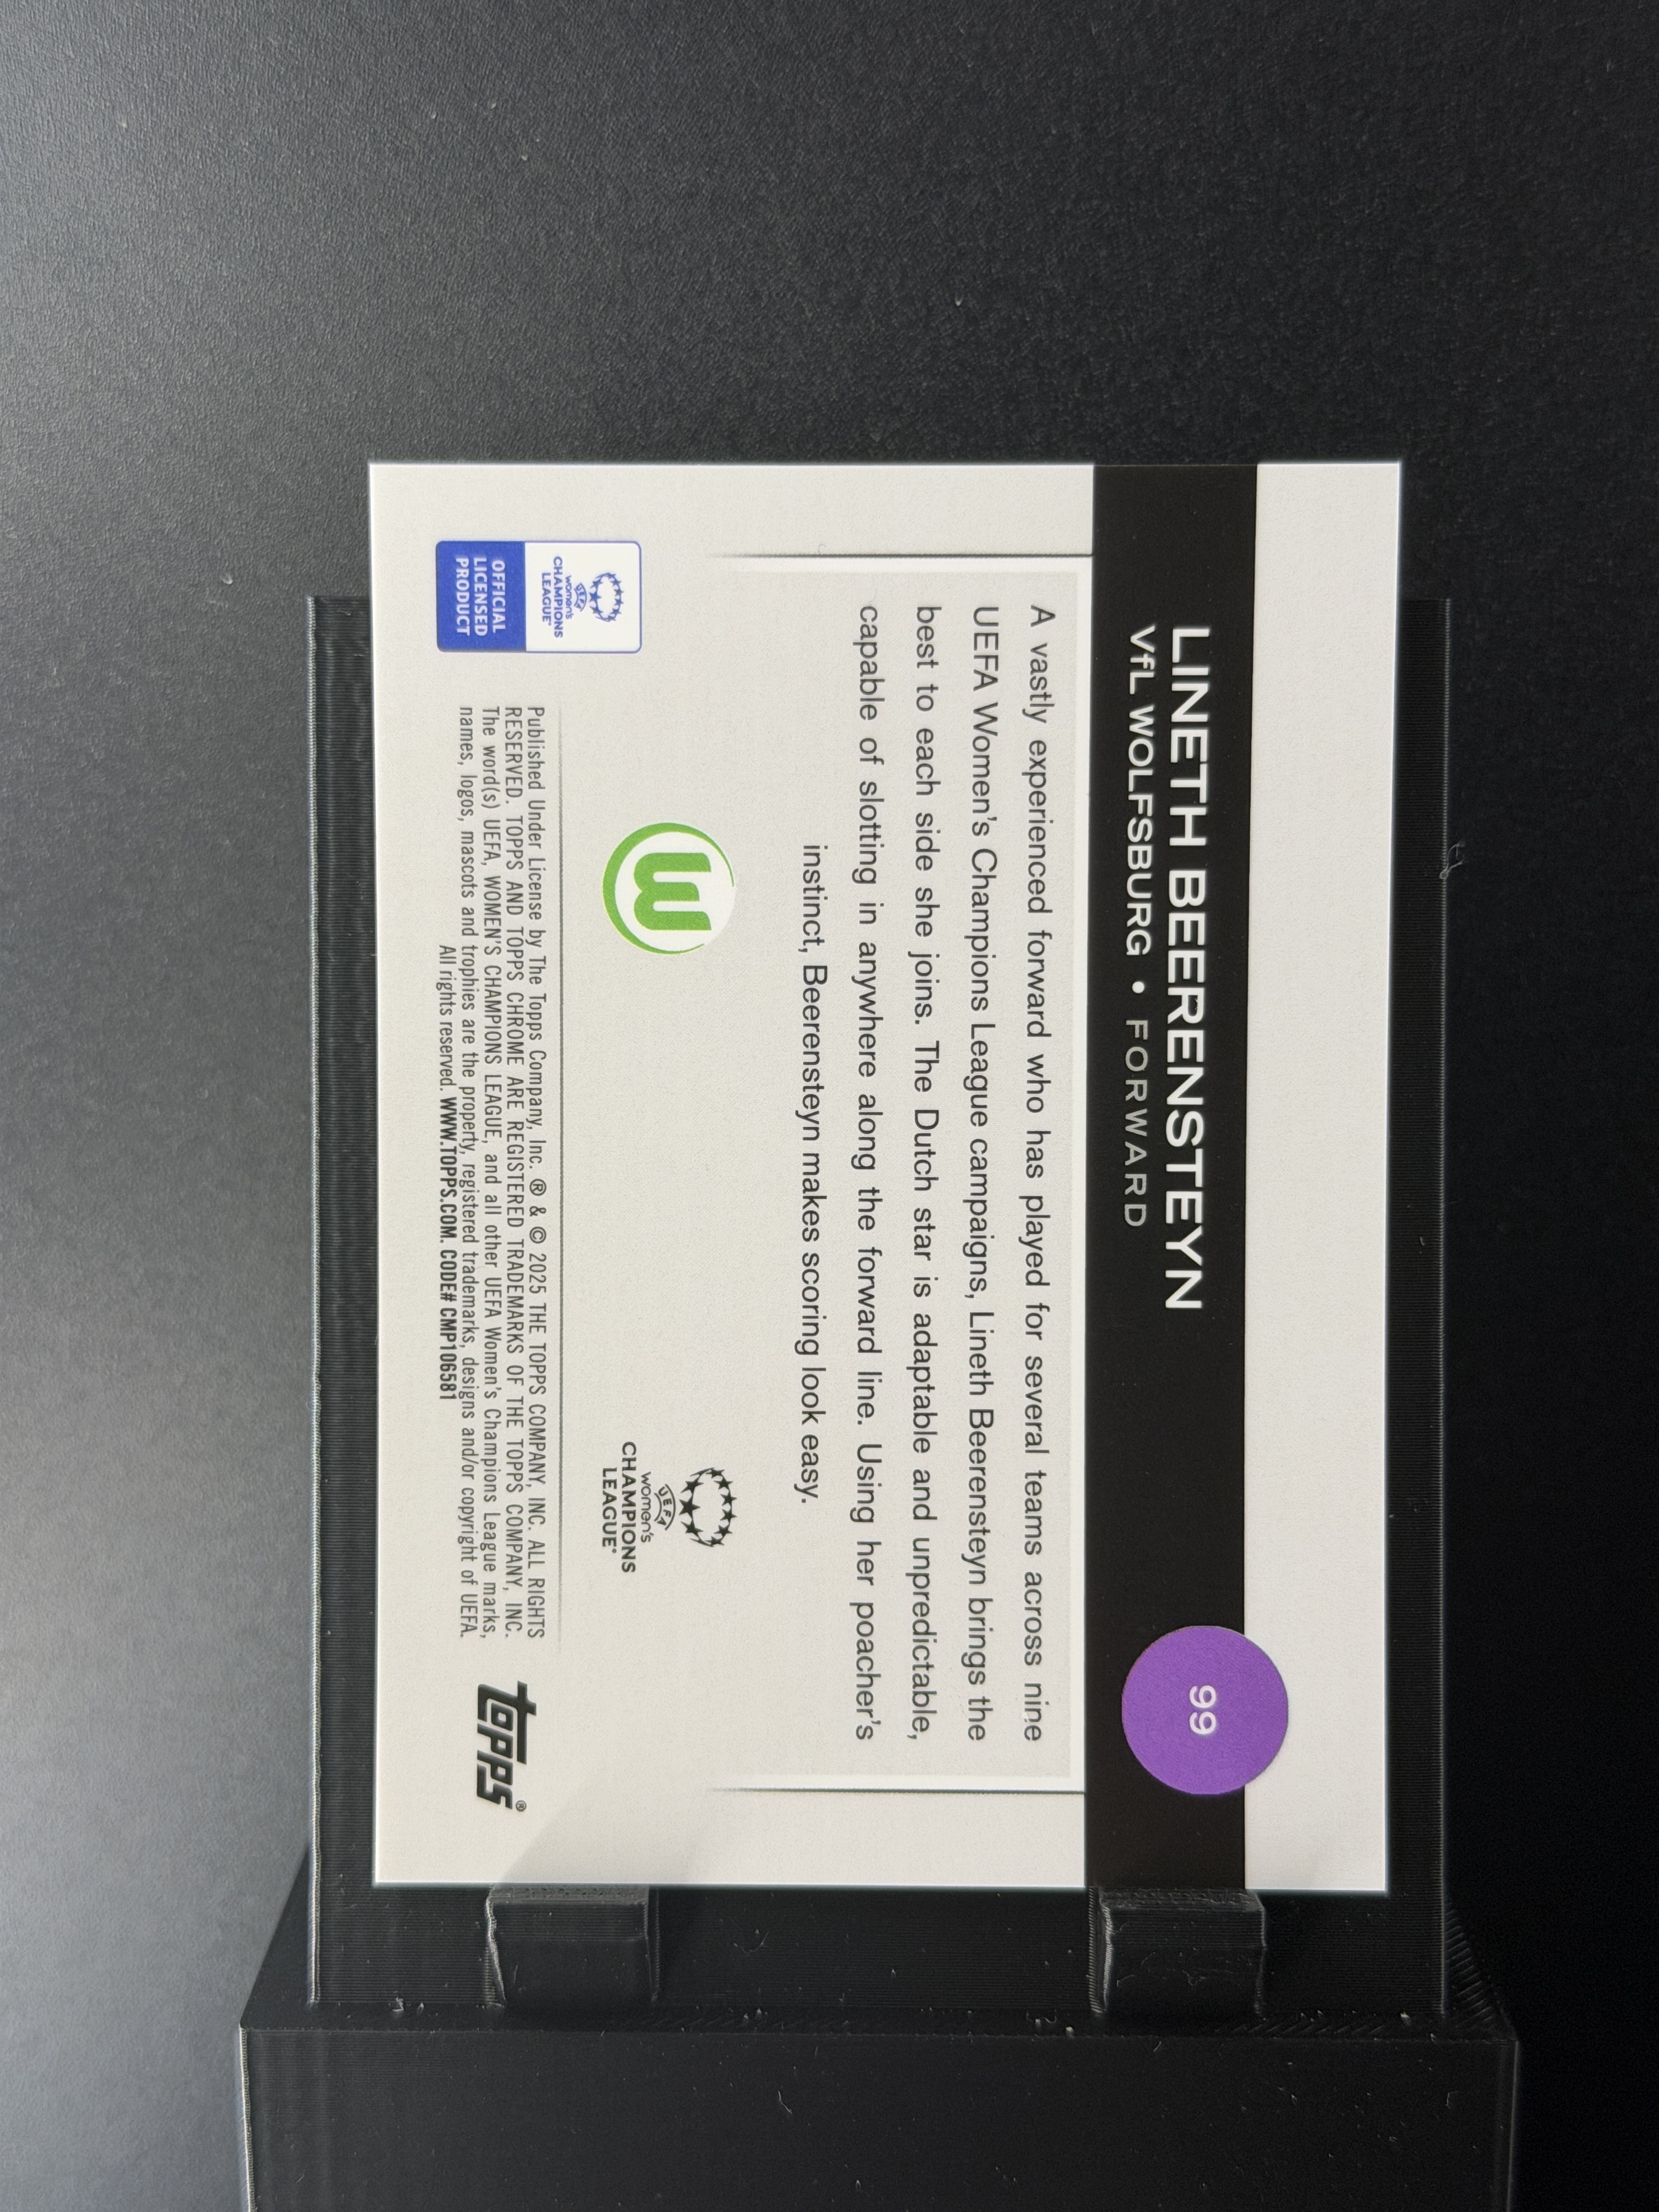 LINETH BEERENSTEYN
VfL WOLFSBURG • FORWARD
99
A vastly experienced forward who has played for several teams across nine
UEFA Women's Champions League campaigns, Lineth Beerensteyn brings the
best to each side she joins. The Dutch star is adaptable and unpredictable,
capable of slotting in anywhere along the forward line. Using her poacher's
instinct, Beerensteyn makes scoring look easy.
W
UEFA
women's
CHAMPIONS
LEAGUE®
UEFA
women's
CHAMPIONS
LEAGUE®
OFFICIAL
LICENSED
PRODUCT
Published Under License by The Topps Company, Inc. ® & © 2025 THE TOPPS COMPANY, INC. ALL RIGHTS
RESERVED. TOPPS AND TOPPS CHROME ARE REGISTERED TRADEMARKS OF THE TOPPS COMPANY, INC.
The word(s) UEFA, WOMEN'S CHAMPIONS LEAGUE, and all other UEFA Women's Champions League marks,
names, logos, mascots and trophies are the property, registered trademarks, designs and/or copyright of UEFA.
All rights reserved. WWW.TOPPS.COM. CODE# CMP106581
topps®